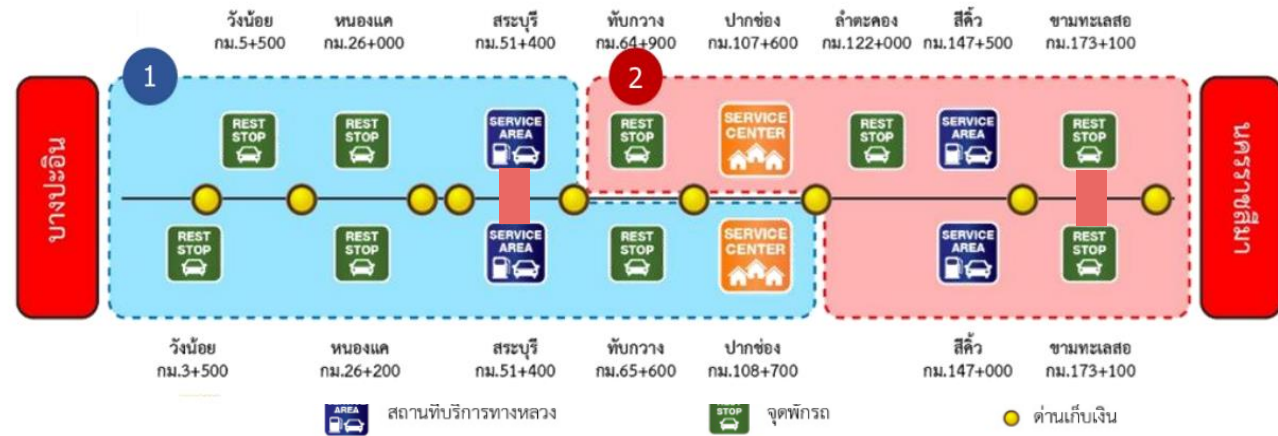 วังน้อย หนองแค สระบุรี ทับกวาง ปากช่อง ลำตะคอง สีคิ้ว ขามทะเลสอ
กม.5+500 กม.26+000 กม.51+400 กม.64+900 กม.107+600 กม.122+000 กม.147+500 กม.173+100
1 2
REST STOP REST STOP SERVICE AREA REST STOP SERVICE CENTER REST STOP SERVICE AREA REST STOP
บางปะอิน นครราชสีมา
REST STOP REST STOP SERVICE AREA REST STOP SERVICE CENTER SERVICE AREA REST STOP
วังน้อย หนองแค สระบุรี ทับกวาง ปากช่อง สีคิ้ว ขามทะเลสอ
กม.3+500 กม.26+200 กม.51+400 กม.65+600 กม.108+700 กม.147+000 กม.173+100
AREA สถานที่บริการทางหลวง STOP จุดพักรถ ด่านเก็บเงิน